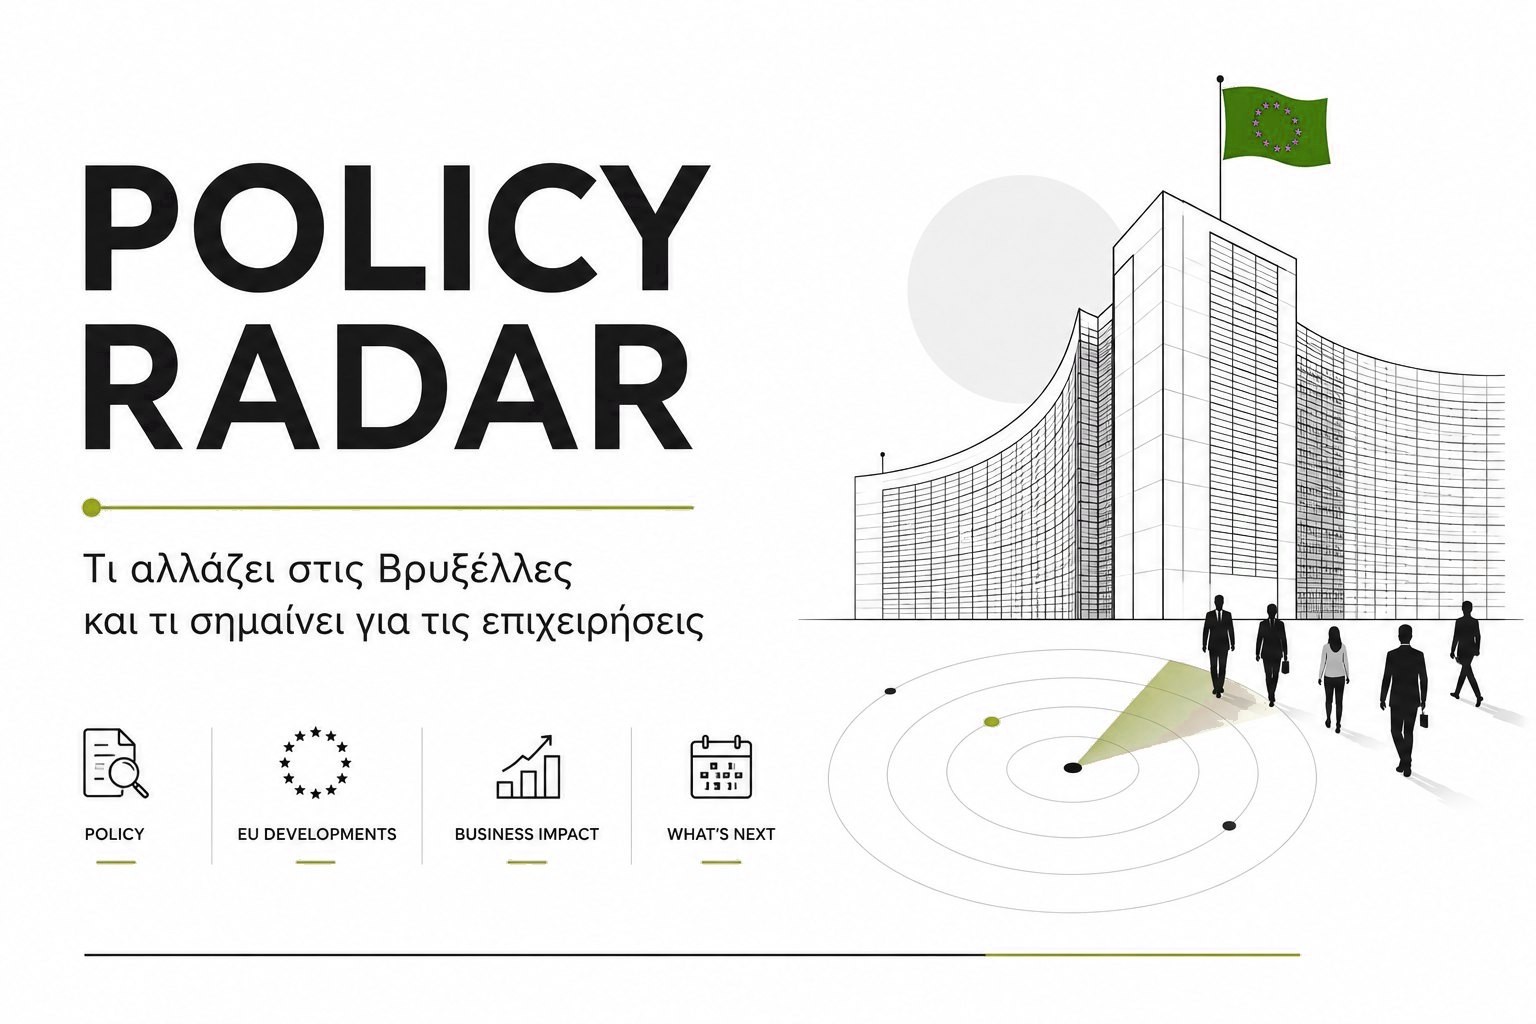 POLICY
RADAR
Τι αλλάζει στις Βρυξέλλες
και τι σημαίνει για τις επιχειρήσεις
POLICY
EU DEVELOPMENTS
BUSINESS IMPACT
WHAT'S NEXT